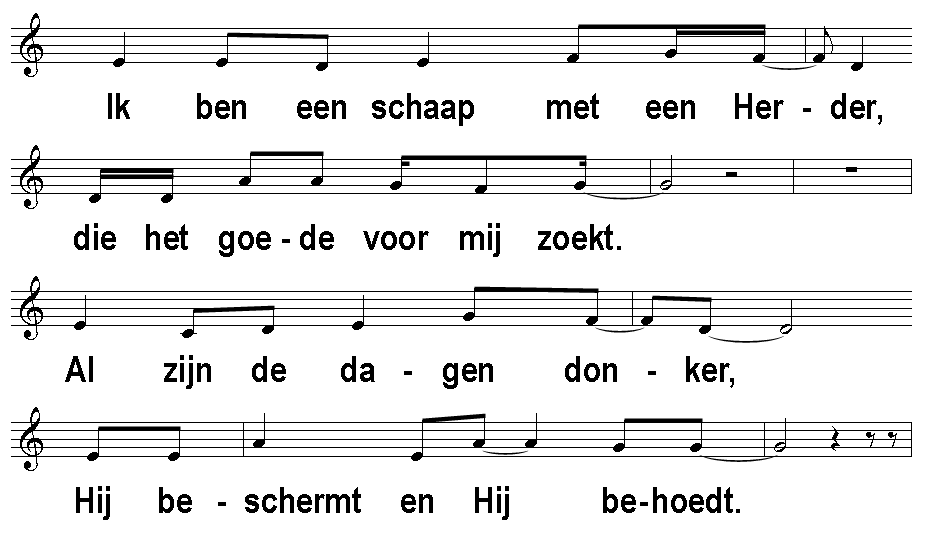 Ik ben een schaap met een Her - der,
die het goe - de voor mij zoekt.
Al zijn de da - gen don - ker,
Hij be - schermt en Hij be-hoedt.